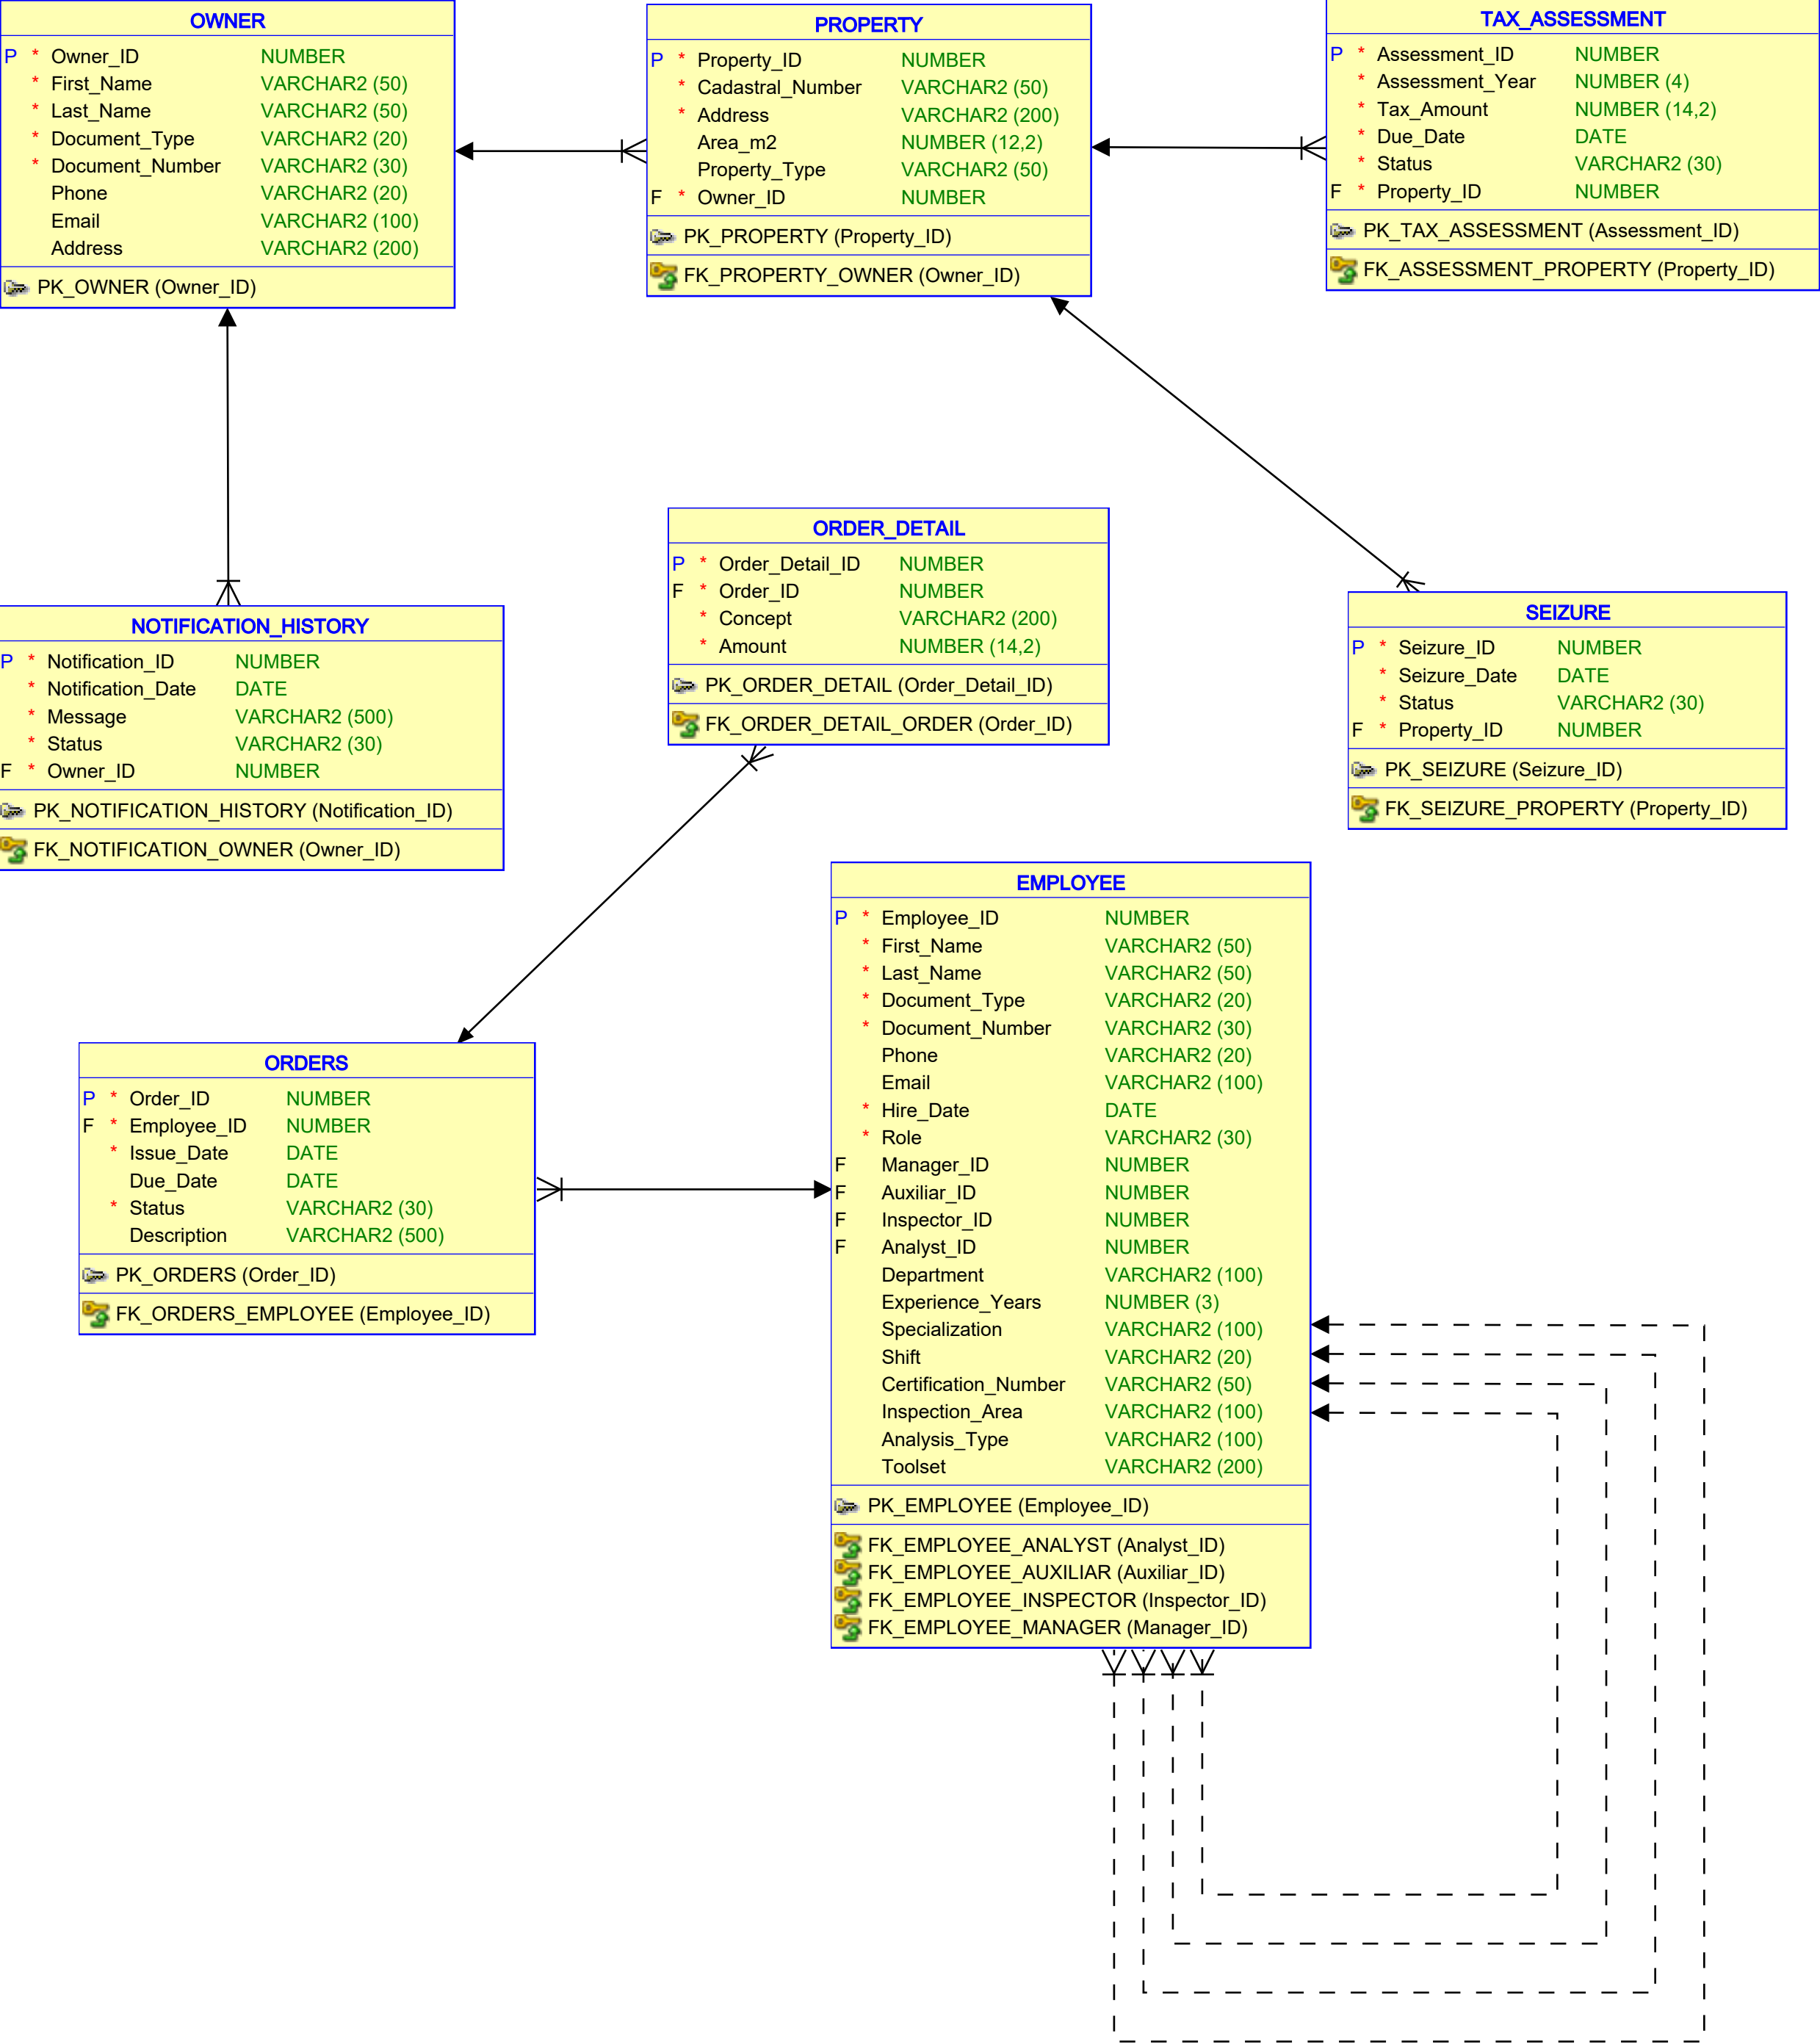 OWNER
P * Owner_ID NUMBER
* First_Name VARCHAR2 (50)
* Last_Name VARCHAR2 (50)
* Document_Type VARCHAR2 (20)
* Document_Number VARCHAR2 (30)
Phone VARCHAR2 (20)
Email VARCHAR2 (100)
Address VARCHAR2 (200)
PK_OWNER (Owner_ID)
PROPERTY
P * Property_ID NUMBER
* Cadastral_Number VARCHAR2 (50)
* Address VARCHAR2 (200)
Area_m2 NUMBER (12,2)
Property_Type VARCHAR2 (50)
F * Owner_ID NUMBER
PK_PROPERTY (Property_ID)
FK_PROPERTY_OWNER (Owner_ID)
TAX_ASSESSMENT
P * Assessment_ID NUMBER
* Assessment_Year NUMBER (4)
* Tax_Amount NUMBER (14,2)
* Due_Date DATE
* Status VARCHAR2 (30)
F * Property_ID NUMBER
PK_TAX_ASSESSMENT (Assessment_ID)
FK_ASSESSMENT_PROPERTY (Property_ID)
ORDER_DETAIL
P * Order_Detail_ID NUMBER
F * Order_ID NUMBER
* Concept VARCHAR2 (200)
* Amount NUMBER (14,2)
PK_ORDER_DETAIL (Order_Detail_ID)
FK_ORDER_DETAIL_ORDER (Order_ID)
NOTIFICATION_HISTORY
P * Notification_ID NUMBER
* Notification_Date DATE
* Message VARCHAR2 (500)
* Status VARCHAR2 (30)
F * Owner_ID NUMBER
PK_NOTIFICATION_HISTORY (Notification_ID)
FK_NOTIFICATION_OWNER (Owner_ID)
SEIZURE
P * Seizure_ID NUMBER
* Seizure_Date DATE
* Status VARCHAR2 (30)
F * Property_ID NUMBER
PK_SEIZURE (Seizure_ID)
FK_SEIZURE_PROPERTY (Property_ID)
EMPLOYEE
P * Employee_ID NUMBER
* First_Name VARCHAR2 (50)
* Last_Name VARCHAR2 (50)
* Document_Type VARCHAR2 (20)
* Document_Number VARCHAR2 (30)
Phone VARCHAR2 (20)
Email VARCHAR2 (100)
* Hire_Date DATE
* Role VARCHAR2 (30)
F Manager_ID NUMBER
F Auxiliar_ID NUMBER
F Inspector_ID NUMBER
F Analyst_ID NUMBER
Department VARCHAR2 (100)
Experience_Years NUMBER (3)
Specialization VARCHAR2 (100)
Shift VARCHAR2 (20)
Certification_Number VARCHAR2 (50)
Inspection_Area VARCHAR2 (100)
Analysis_Type VARCHAR2 (100)
Toolset VARCHAR2 (200)
PK_EMPLOYEE (Employee_ID)
FK_EMPLOYEE_ANALYST (Analyst_ID)
FK_EMPLOYEE_AUXILIAR (Auxiliar_ID)
FK_EMPLOYEE_INSPECTOR (Inspector_ID)
FK_EMPLOYEE_MANAGER (Manager_ID)
ORDERS
P * Order_ID NUMBER
F * Employee_ID NUMBER
* Issue_Date DATE
Due_Date DATE
* Status VARCHAR2 (30)
Description VARCHAR2 (500)
PK_ORDERS (Order_ID)
FK_ORDERS_EMPLOYEE (Employee_ID)